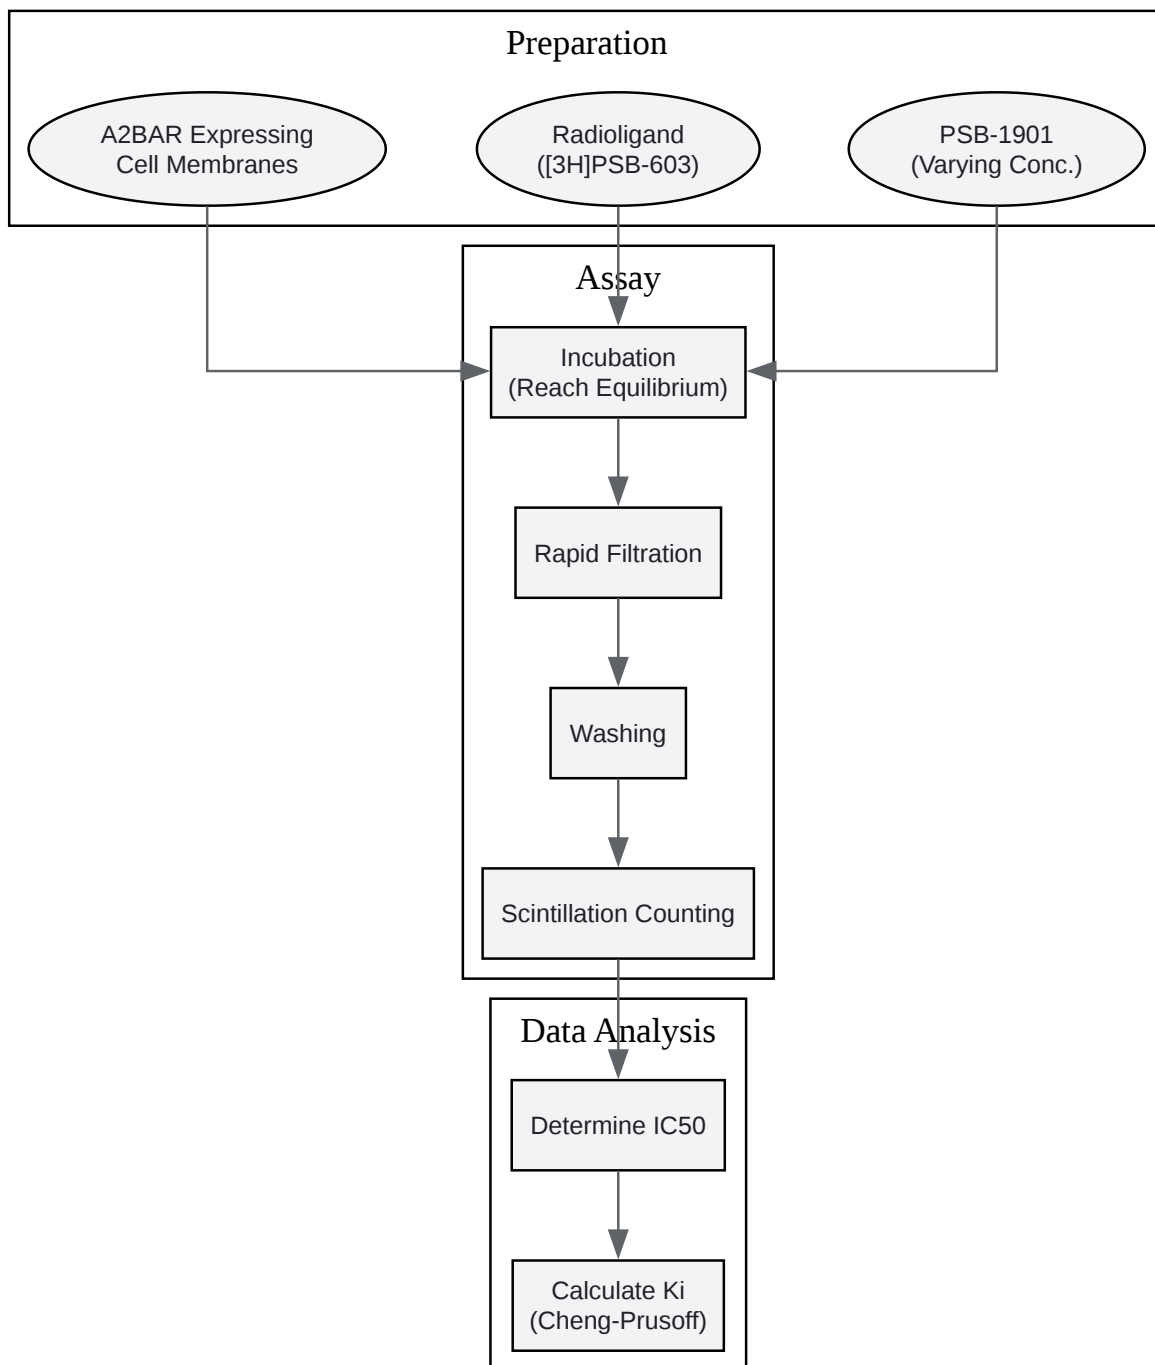 Preparation
A2BAR Expressing
Cell Membranes
Radioligand
([3H]PSB-603)
PSB-1901
(Varying Conc.)
Assay
Incubation
(Reach Equilibrium)
Rapid Filtration
Washing
Scintillation Counting
Data Analysis
Determine IC50
Calculate Ki
(Cheng-Prusoff)